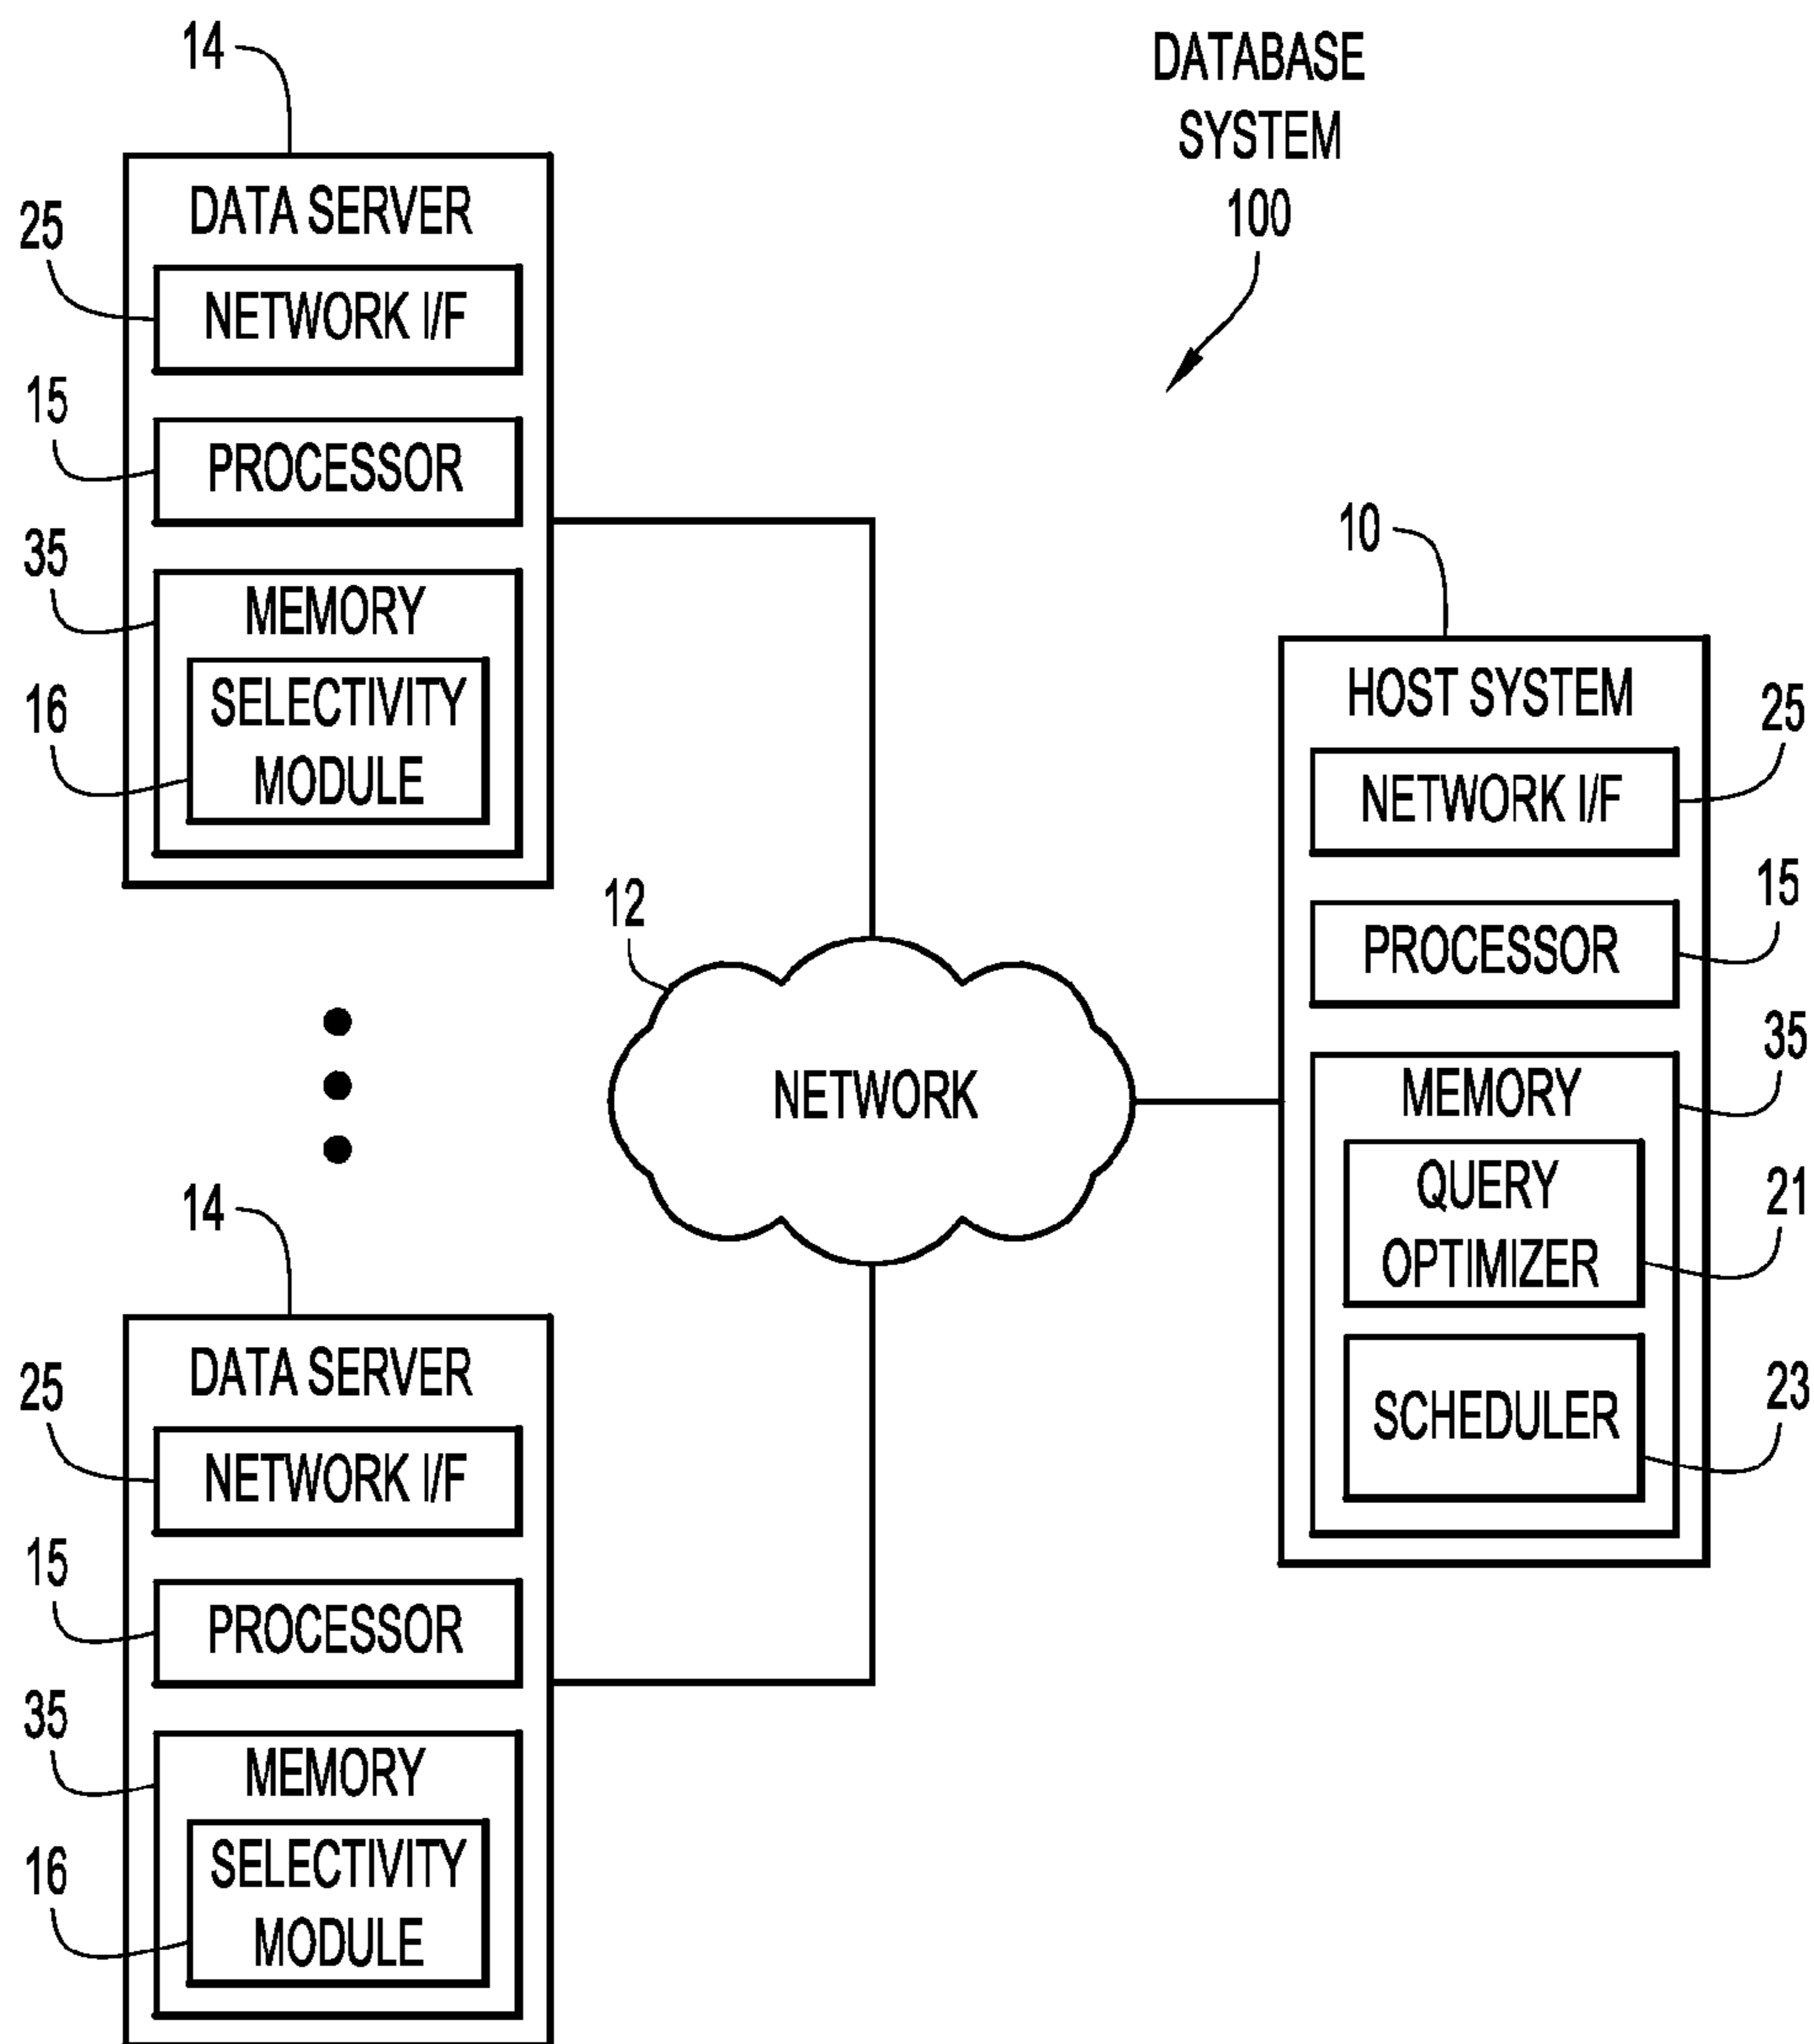 DATABASE
SYSTEM
100
14
DATA SERVER
25
NETWORK I/F
15
PROCESSOR
35
MEMORY
16
SELECTIVITY
MODULE
12
NETWORK
10
HOST SYSTEM
25
NETWORK I/F
15
PROCESSOR
35
MEMORY
QUERY
OPTIMIZER
21
SCHEDULER
23
14
DATA SERVER
25
NETWORK I/F
15
PROCESSOR
35
MEMORY
16
SELECTIVITY
MODULE